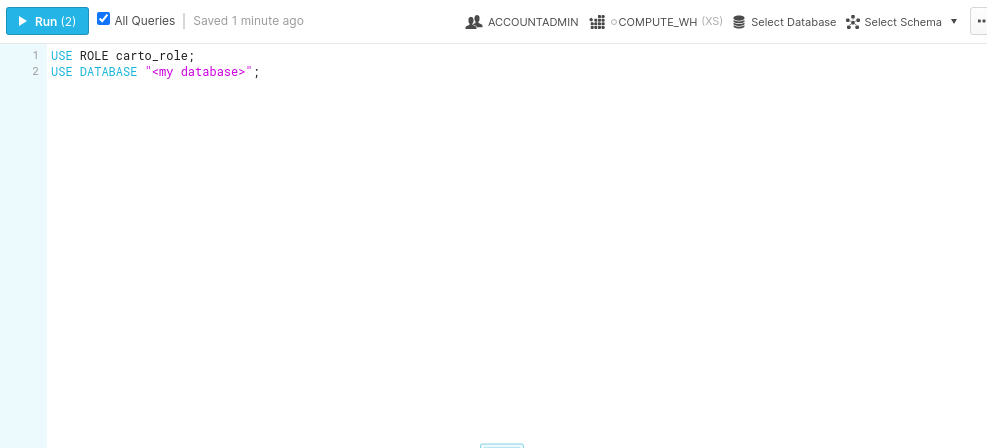 Run (2) All Queries Saved 1 minute ago ACCOUNTADMIN COMPUTE_WH (XS) Select Database Select Schema
1 USE ROLE carto_role;
2 USE DATABASE "<my database>";